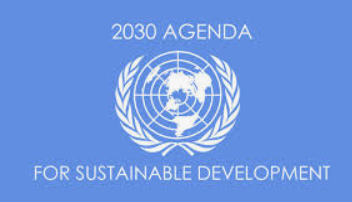 2030 AGENDA
FOR SUSTAINABLE DEVELOPMENT